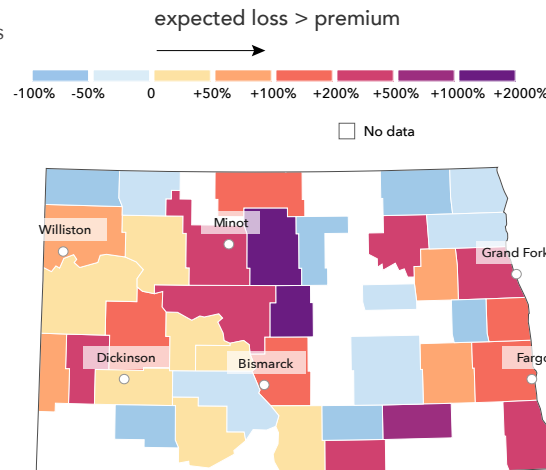 expected loss > premium
s
-100% -50% 0 +50% +100% +200% +500% +1000% +2000%
No data
Williston
Minot
Grand Fork
Dickinson
Bismarck
Fargo